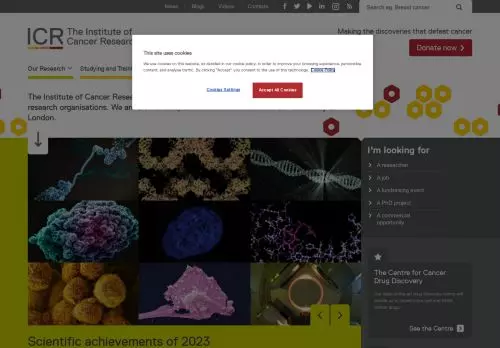 News
Blogs
Videos
Contacts
Search eg. Breast cancer
ICR
The Institute of
Cancer Research
Making the discoveries that defeat cancer
Donate now
Our Research
Studying and Train
This site uses cookies
We use cookies on this website, as detailed in our cookie policy, in order to improve your browsing experience, personalise
content, and analyse traffic. By clicking "Accept" you consent to the use of this technology. Cookie Policy
Cookies Settings
Accept All Cookies
The Institute of Cancer Resear
research organisations. We are
London.
I'm looking for
A researcher
A job
A fundraising event
A PhD project
A commercial
opportunity
The Centre for Cancer
Drug Discovery
See the Centre
Scientific achievements of 2023